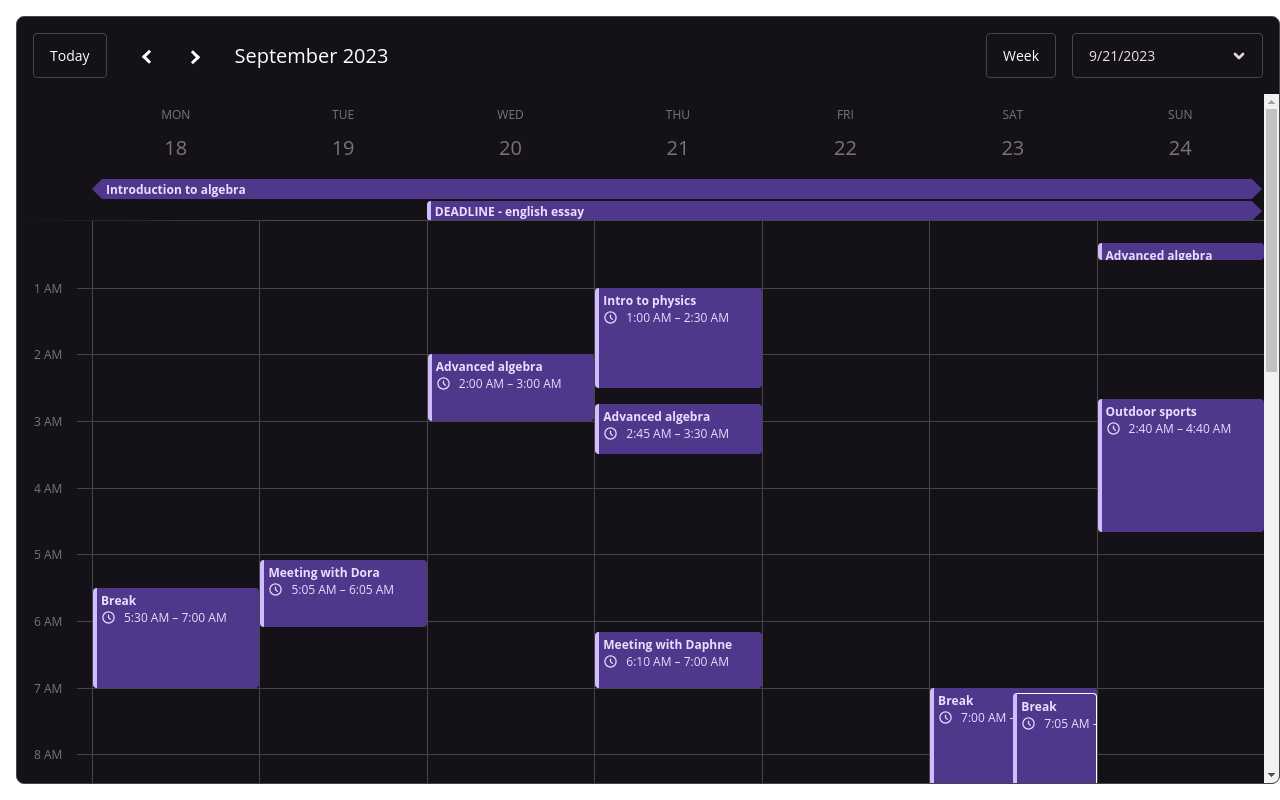 Today
September 2023
Week
9/21/2023
MON
TUE
WED
THU
FRI
SAT
SUN
18
19
20
21
22
23
24
Introduction to algebra
DEADLINE - english essay
Advanced algebra
1 AM
Intro to physics
1:00 AM – 2:30 AM
2 AM
Advanced algebra
2:00 AM – 3:00 AM
Advanced algebra
2:45 AM – 3:30 AM
Outdoor sports
2:40 AM – 4:40 AM
3 AM
4 AM
5 AM
Meeting with Dora
5:05 AM – 6:05 AM
Break
5:30 AM – 7:00 AM
6 AM
Meeting with Daphne
6:10 AM – 7:00 AM
7 AM
Break
7:00 AM -
Break
7:05 AM -
8 AM